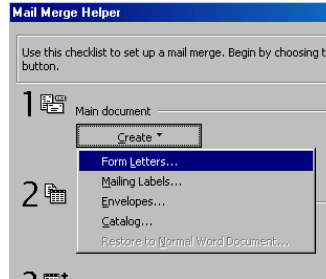 Mail Merge Helper
Use this checklist to set up a mail merge. Begin by choosing
button.
1
Main document
Create
Form Letters...
Mailing Labels...
Envelopes...
Catalog...
Restore to Normal Word Document...
2